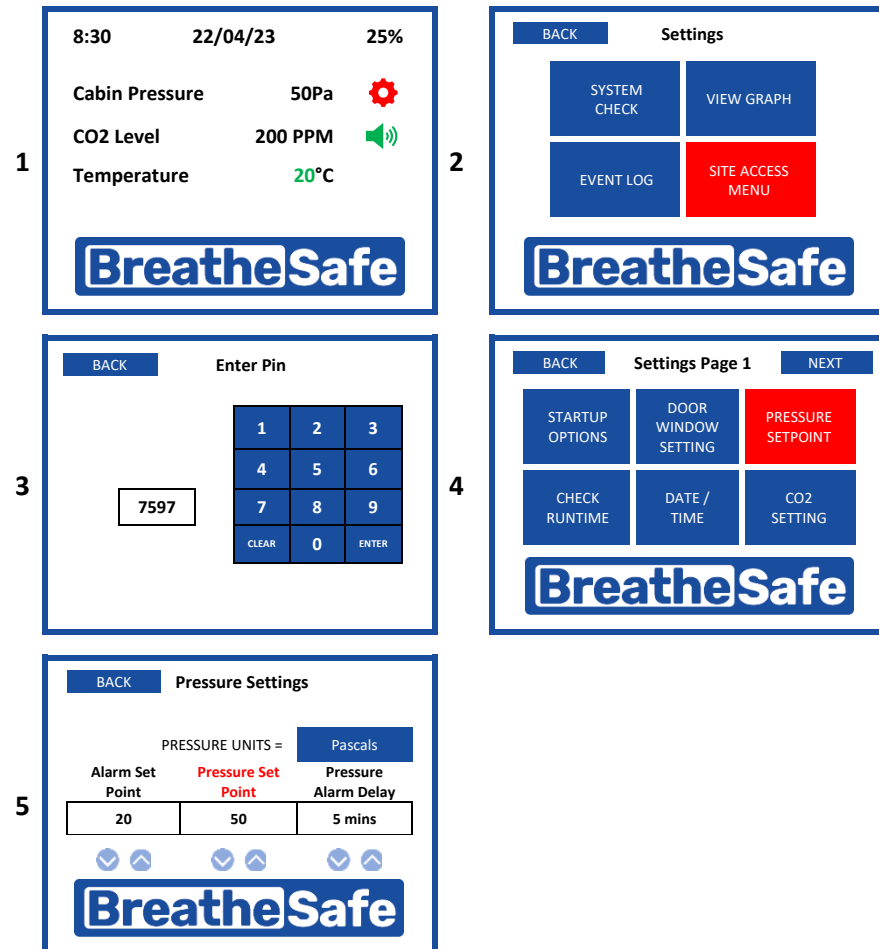 1
8:30 22/04/23 25%
Cabin Pressure 50Pa
CO2 Level 200 PPM
Temperature 20°C
BreatheSafe
2
BACK Settings
SYSTEM
CHECK
VIEW GRAPH
EVENT LOG
SITE ACCESS
MENU
BreatheSafe
3
BACK Enter Pin
7597
1 2 3
4 5 6
7 8 9
CLEAR 0 ENTER
4
BACK Settings Page 1 NEXT
STARTUP
OPTIONS
DOOR
WINDOW
SETTING
PRESSURE
SETPOINT
CHECK
RUNTIME
DATE /
TIME
CO2
SETTING
BreatheSafe
5
BACK Pressure Settings
PRESSURE UNITS = Pascals
Alarm Set
Point
Pressure Set
Point
Pressure
Alarm Delay
20 50 5 mins
BreatheSafe